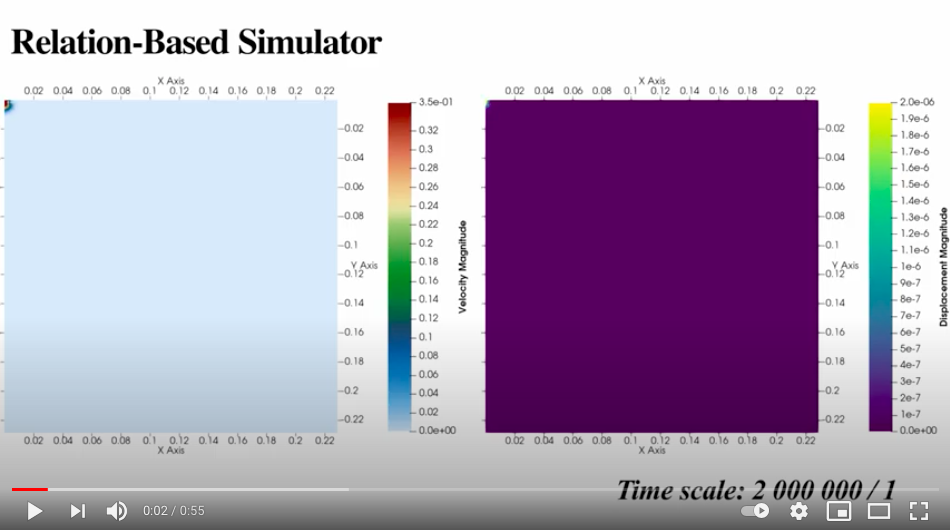 Relation-Based Simulator
X Axis
0.02 0.04 0.06 0.08 0.1 0.12 0.14 0.16 0.18 0.2 0.22
0.02
0.04
0.06
0.08
0.1
Y Axis
0.12
0.14
0.16
0.18
0.2
0.22
0.02 0.04 0.06 0.08 0.1 0.12 0.14 0.16 0.18 0.2 0.22
X Axis
3.5e-01
0.32
0.3
0.28
0.26
0.24
0.22
0.2
0.18
0.16
0.14
0.12
0.1
0.08
0.06
0.04
0.02
0.0e+00
Velocity Magnitude
X Axis
0.02 0.04 0.06 0.08 0.1 0.12 0.14 0.16 0.18 0.2 0.22
0.02
0.04
0.06
0.08
0.1
Y Axis
0.12
0.14
0.16
0.18
0.2
0.22
0.02 0.04 0.06 0.08 0.1 0.12 0.14 0.16 0.18 0.2 0.22
X Axis
2.0e-06
1.9e-6
1.8e-6
1.7e-6
1.6e-6
1.5e-6
1.4e-6
1.3e-6
1.2e-6
1.1e-6
1e-6
9e-7
8e-7
7e-7
6e-7
5e-7
4e-7
3e-7
2e-7
1e-7
0.0e+00
Displacement Magnitude
Time scale: 2 000 000 / 1
0:02 / 0:55